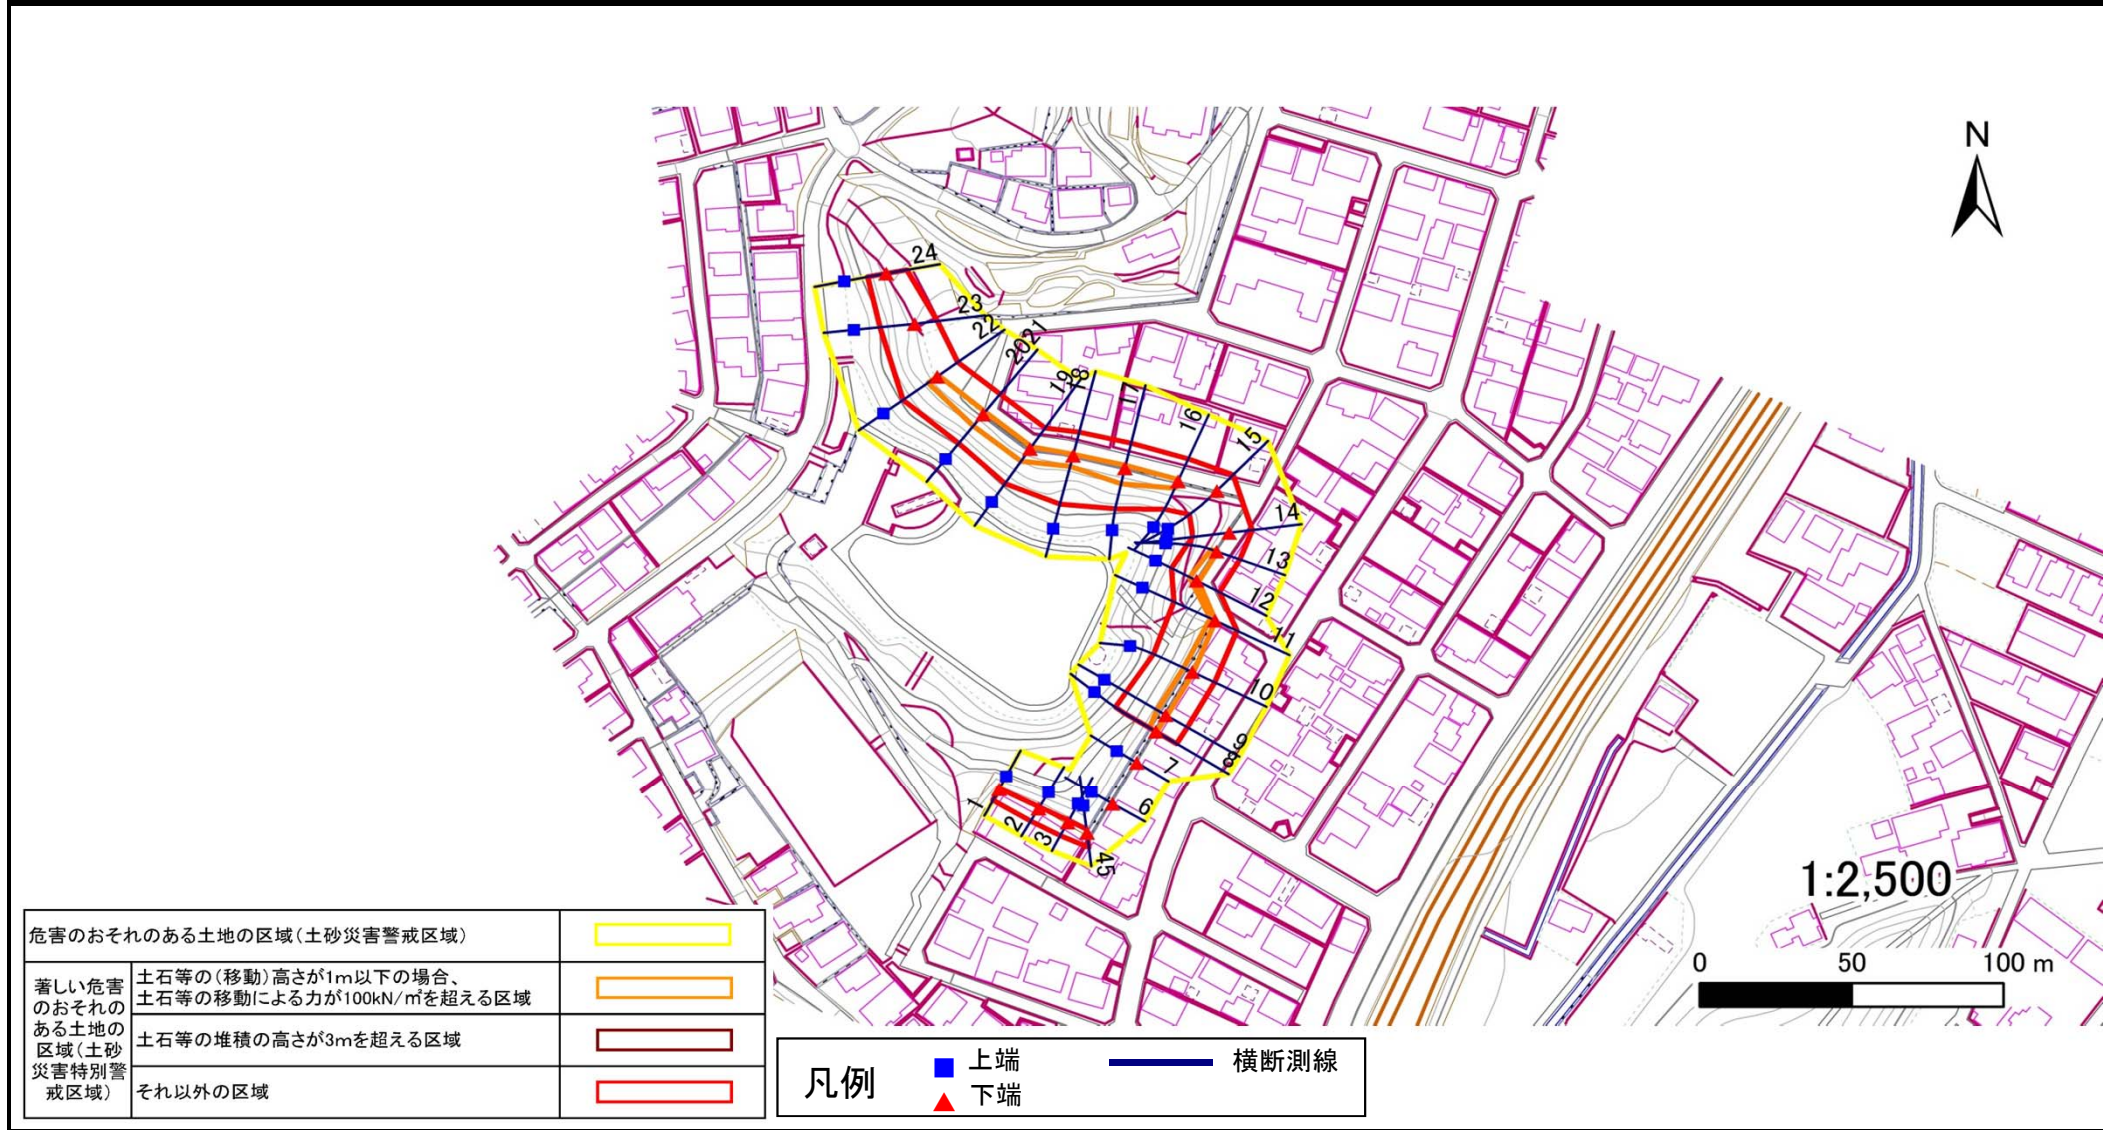 N
24
23
22
2021
19
18
17
16
15
14
13
12
11
10
9
8
7
6
1
2
3
45
1:2,500
0 50 100 m
危害のおそれのある土地の区域(土砂災害警戒区域)
著しい危害
のおそれの
ある土地の
区域(土砂
災害特別警
戒区域)
土石等の(移動)高さが1m以下の場合、
土石等の移動による力が100kN/㎡を超える区域
土石等の堆積の高さが3mを超える区域
それ以外の区域
凡例
上端
下端
横断測線